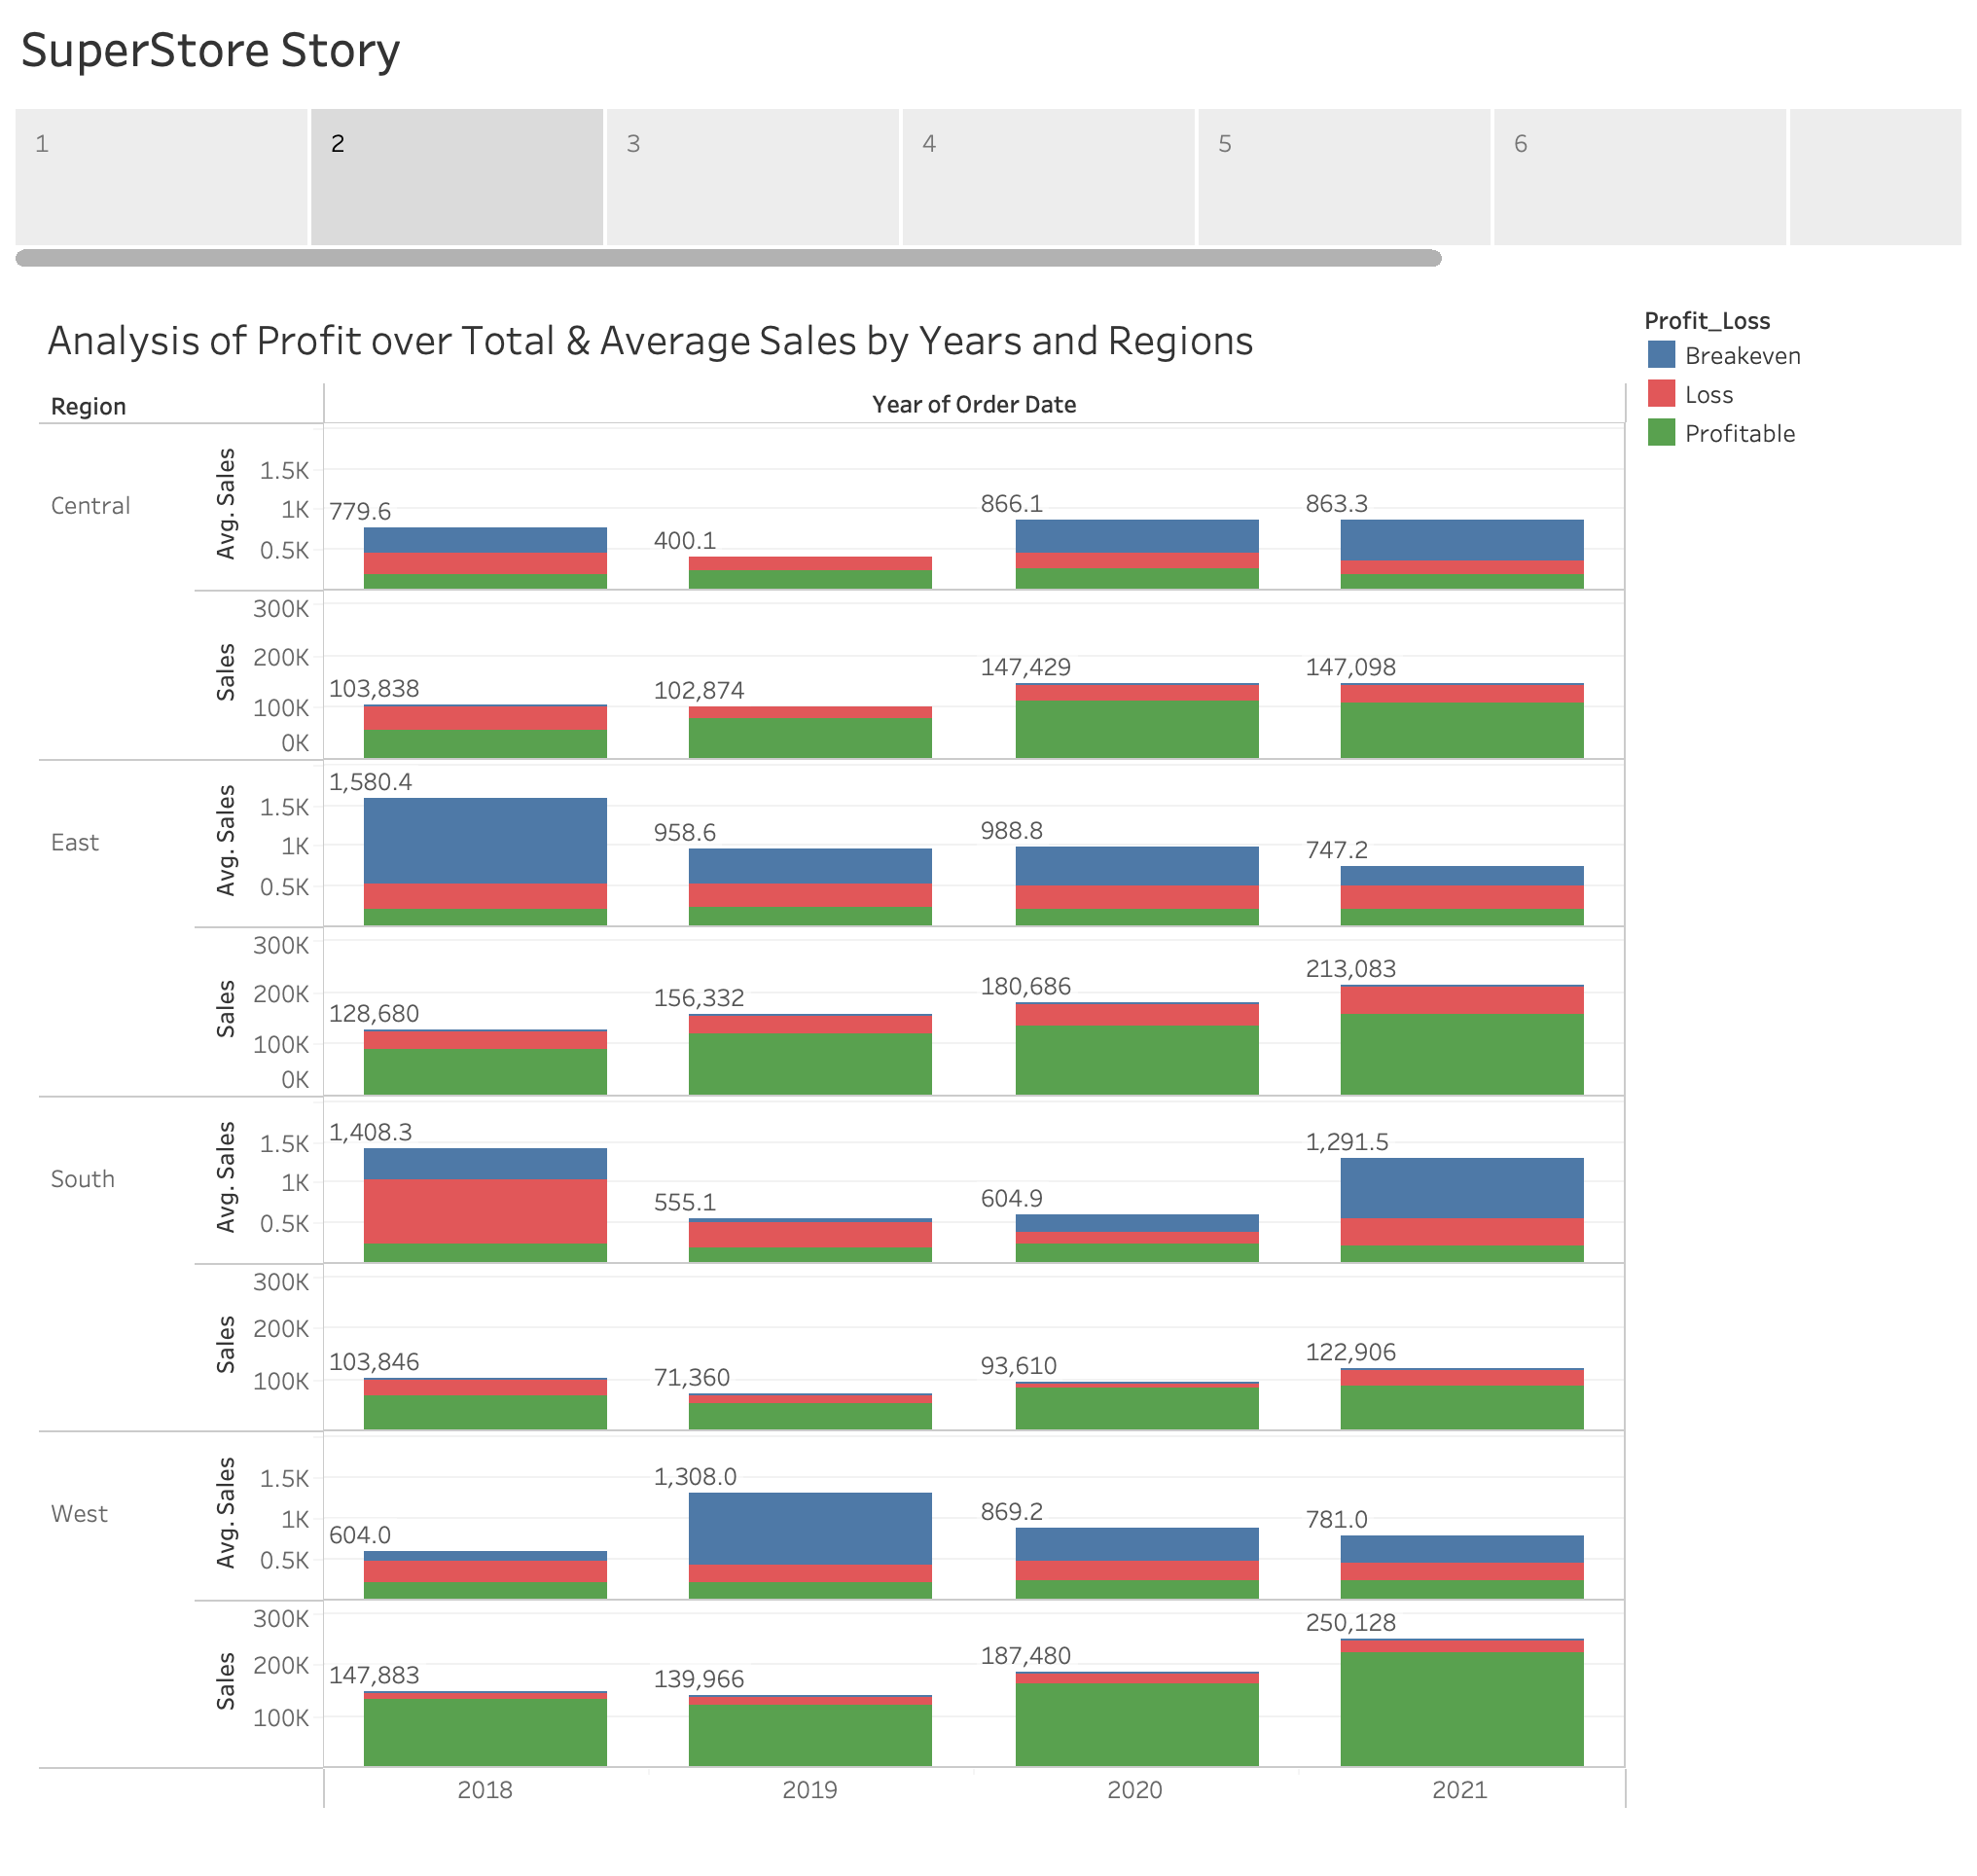 SuperStore Story
1 2 3 4 5 6
Analysis of Profit over Total & Average Sales by Years and Regions
Profit_Loss
Breakeven
Loss
Profitable
Region Year of Order Date
Central
Avg. Sales
1.5K
1K
0.5K
779.6 400.1 866.1 863.3
Sales
300K
200K
100K
0K
103,838 102,874 147,429 147,098
East
Avg. Sales
1.5K
1K
0.5K
1,580.4 958.6 988.8 747.2
Sales
300K
200K
100K
0K
128,680 156,332 180,686 213,083
South
Avg. Sales
1.5K
1K
0.5K
1,408.3 555.1 604.9 1,291.5
Sales
300K
200K
100K
103,846 71,360 93,610 122,906
West
Avg. Sales
1.5K
1K
0.5K
604.0 1,308.0 869.2 781.0
Sales
300K
200K
100K
147,883 139,966 187,480 250,128
2018 2019 2020 2021